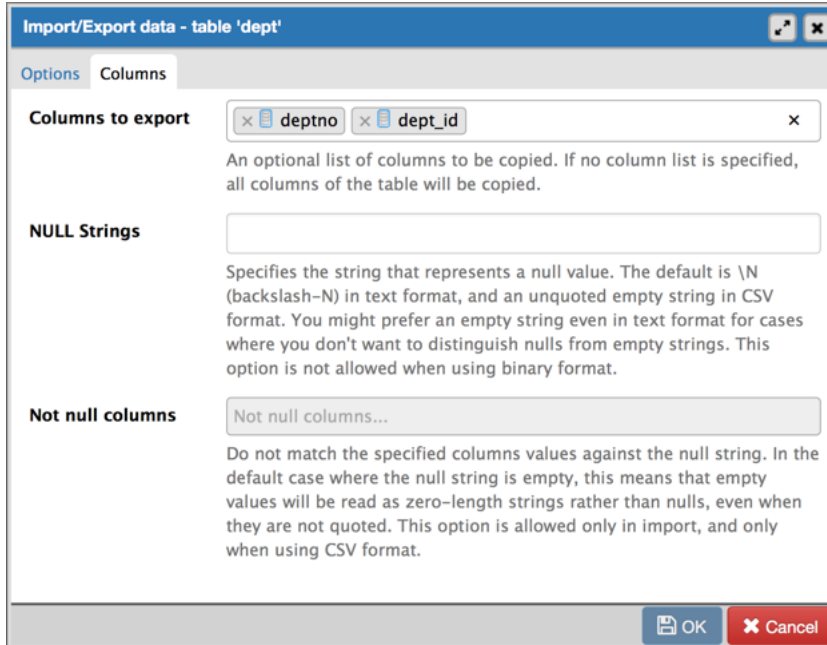 Import/Export data - table 'dept'
Options Columns
Columns to export
deptno dept_id
An optional list of columns to be copied. If no column list is specified,
all columns of the table will be copied.
NULL Strings
Specifies the string that represents a null value. The default is \N
(backslash-N) in text format, and an unquoted empty string in CSV
format. You might prefer an empty string even in text format for cases
where you don't want to distinguish nulls from empty strings. This
option is not allowed when using binary format.
Not null columns
Not null columns...
Do not match the specified columns values against the null string. In the
default case where the null string is empty, this means that empty
values will be read as zero-length strings rather than nulls, even when
they are not quoted. This option is allowed only in import, and only
when using CSV format.
OK Cancel